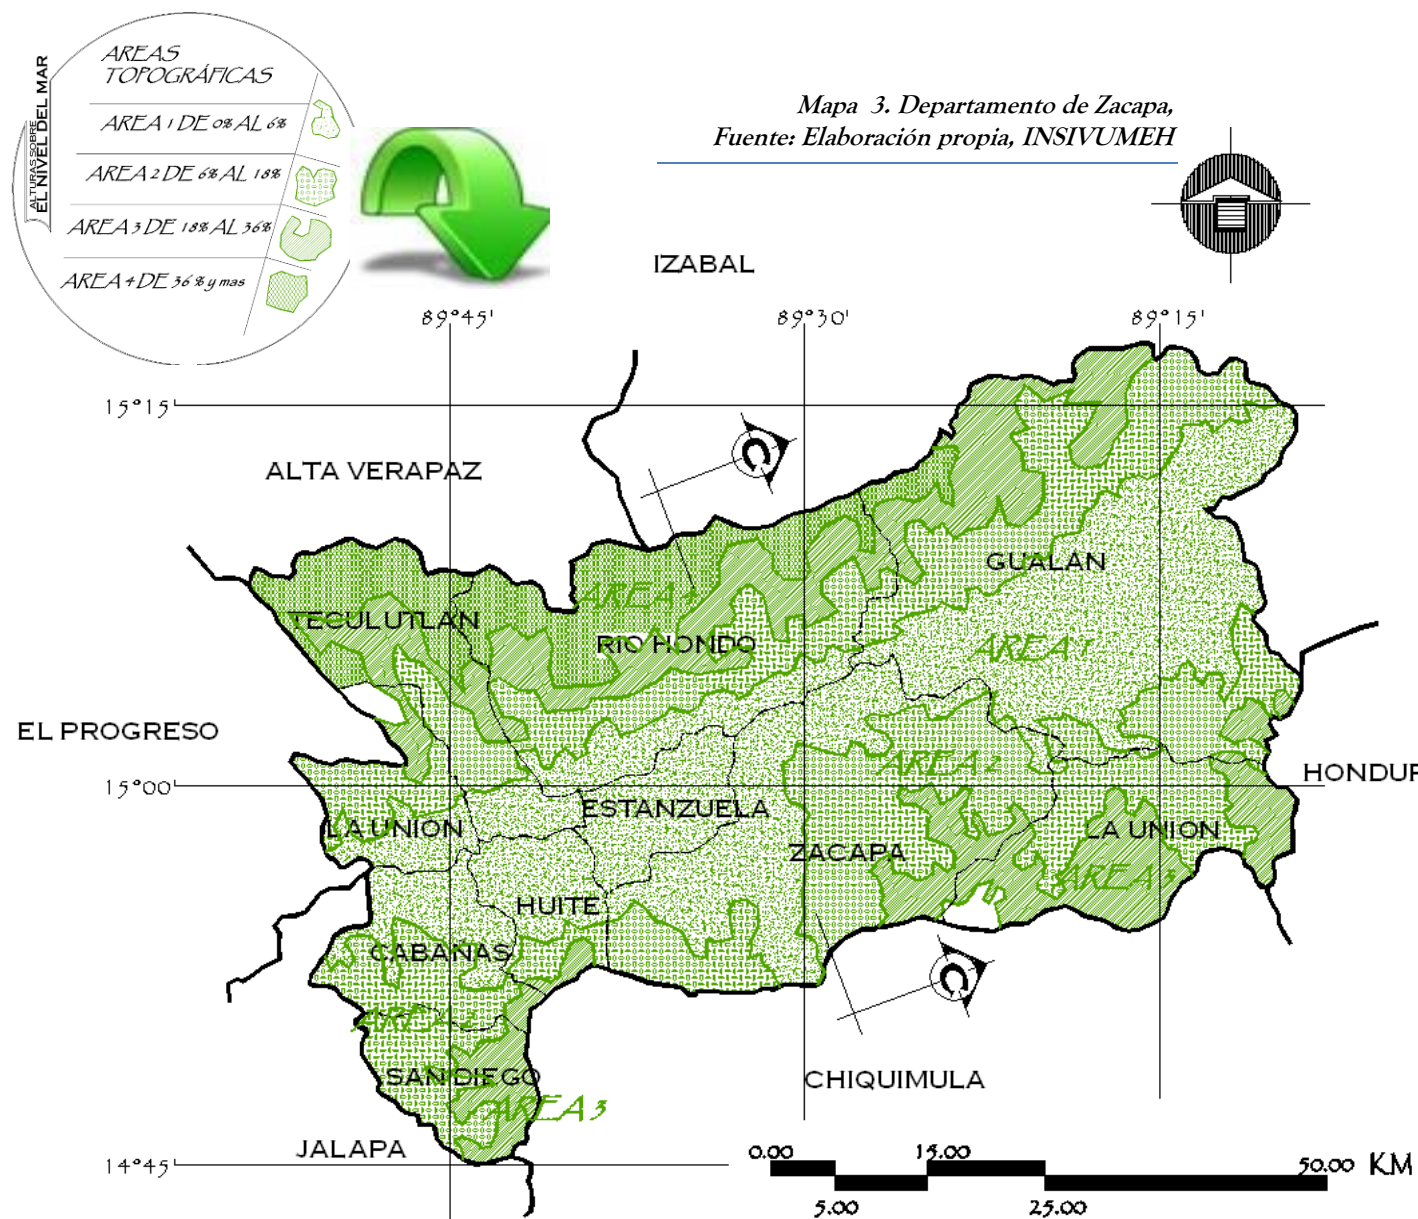 AREAS
TOPOGRÁFICAS
ALTURAS SOBRE
EL NIVEL DEL MAR
AREA 1 DE 0% AL 6%
AREA 2 DE 6% AL 18%
AREA 3 DE 18% AL 36%
AREA 4 DE 36 % y mas
Mapa 3. Departamento de Zacapa,
Fuente: Elaboración propia, INSIVUMEH
IZABAL
89°45'
89°30'
89°15'
15°15'
C
ALTA VERAPAZ
GUALAN
AREA
TECULUTLAN
RIO HONDO
AREA 1
EL PROGRESO
AREA 2
HONDUR
15°00'
ESTANZUELA
LA UNION
LA UNION
ZACAPA
AREA 3
HUITE
CABAÑAS
C
AREA 2
SAN DIEGO
CHIQUIMULA
AREA 3
JALAPA
14°45'
0.00
15.00
50.00 KM
5.00
25.00